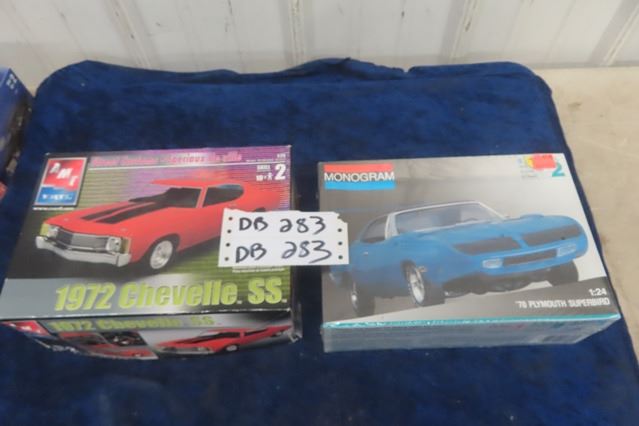 AMT
ERTL
SKILL
2
1972 Chevelle SS
1972 Chevelle SS
DB 283
DB 283
MONOGRAM
2
1:24
'70 PLYMOUTH SUPERBIRD